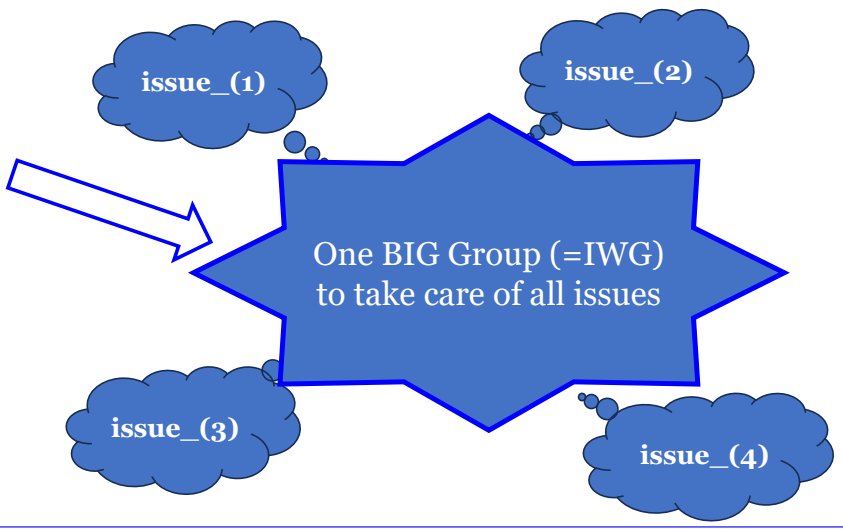 issue_(1)
issue_(2)
One BIG Group (=IWG)
to take care of all issues
issue_(3)
issue_(4)